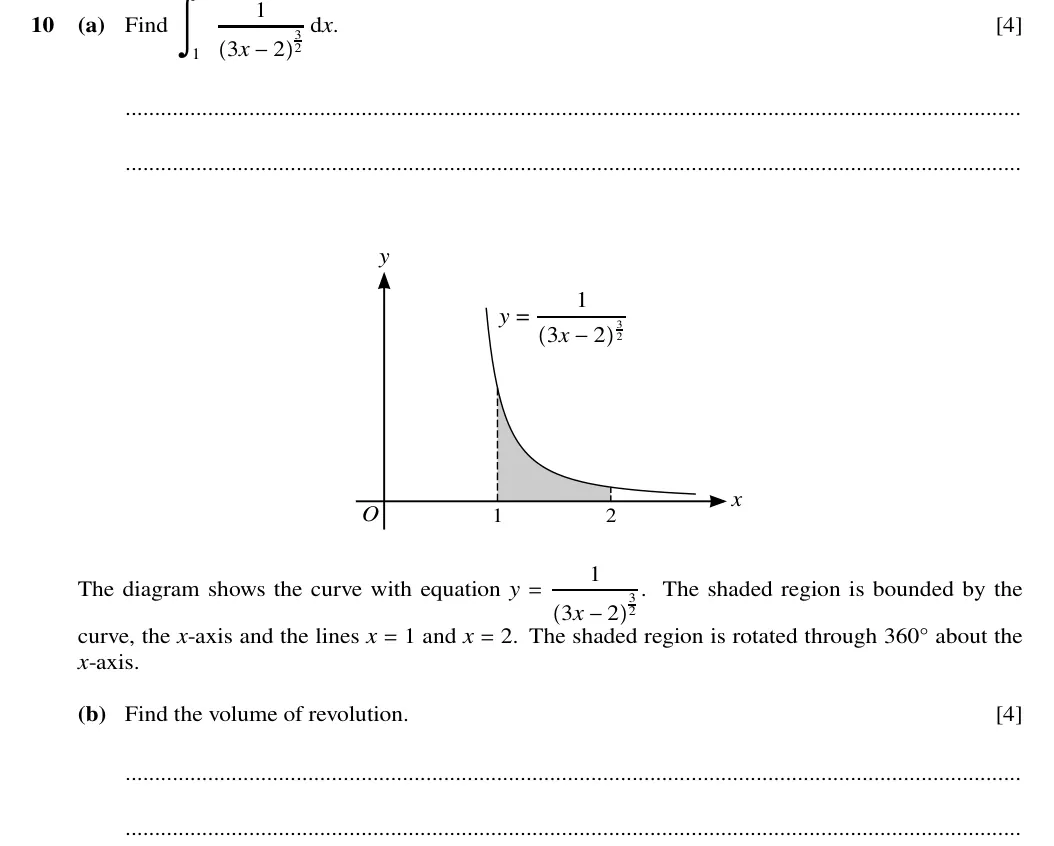 10 (a) Find ∫₁ 1/(3x − 2)^(3/2) dx. [4]
y
y = 1/(3x − 2)^(3/2)
O 1 2 x
The diagram shows the curve with equation y = 1/(3x − 2)^(3/2). The shaded region is bounded by the
curve, the x-axis and the lines x = 1 and x = 2. The shaded region is rotated through 360° about the
x-axis.
(b) Find the volume of revolution. [4]